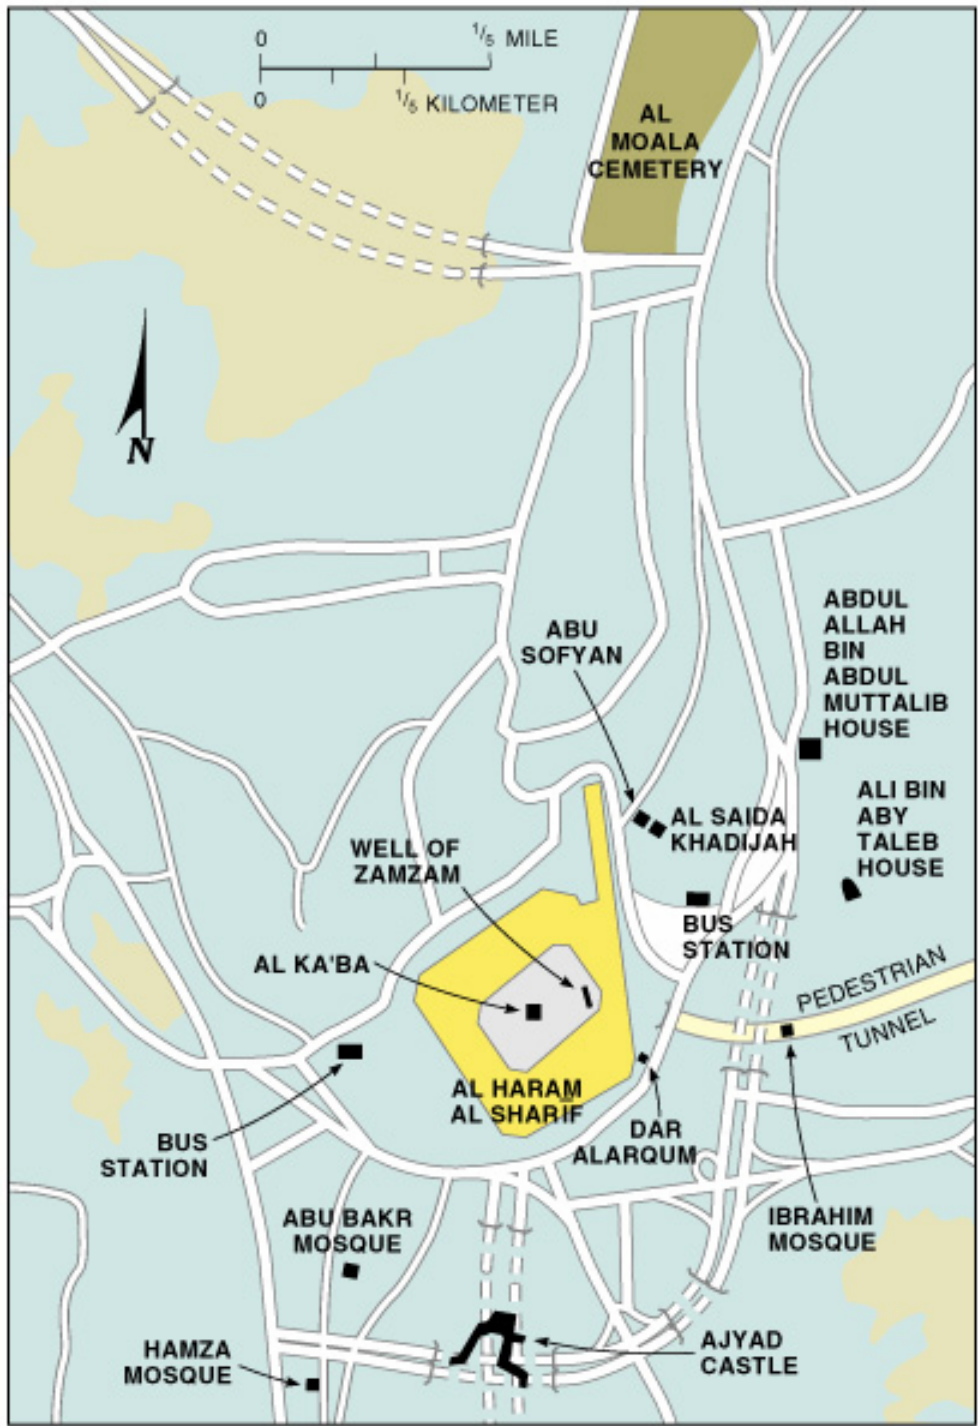 0 1/5 MILE
0 1/5 KILOMETER
AL
MOALA
CEMETERY
N
ABDUL
ALLAH
BIN
ABDUL
MUTTALIB
HOUSE
ABU
SOFYAN
ALI BIN
ABY
TALEB
HOUSE
AL SAIDA
KHADIJAH
WELL OF
ZAMZAM
BUS
STATION
AL KA'BA
PEDESTRIAN
TUNNEL
AL HARAM
AL SHARĪF
DAR
ALARQUM
BUS
STATION
ABU BAKR
MOSQUE
IBRAHIM
MOSQUE
HAMZA
MOSQUE
AJYAD
CASTLE